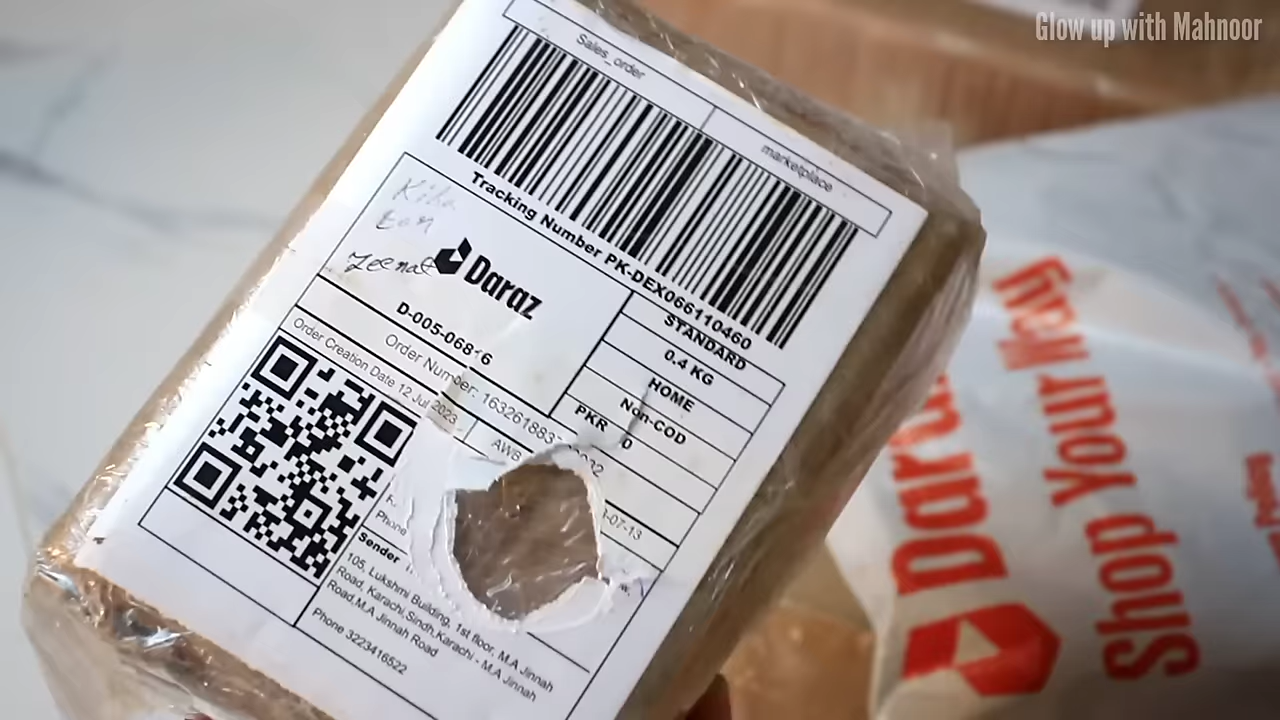 Glow up with Mahnoor
Sales_order
marketplace
Tracking Number PK-DEX066110460
Zeenat
Daraz
STANDARD
0.4 KG
HOME
Non-COD
PKR 0
D-005-06816
Order Number: 163261883
Order Creation Date 12 Jul 2023
AWB
-07-13
Phone
Sender
105, Lukshmi Building, 1st floor, M.A Jinnah
Road, Karachi,Sindh,Karachi - M.A Jinnah
Road,M.A Jinnah Road
Phone 3223416522
Daraz
Shop Your Way